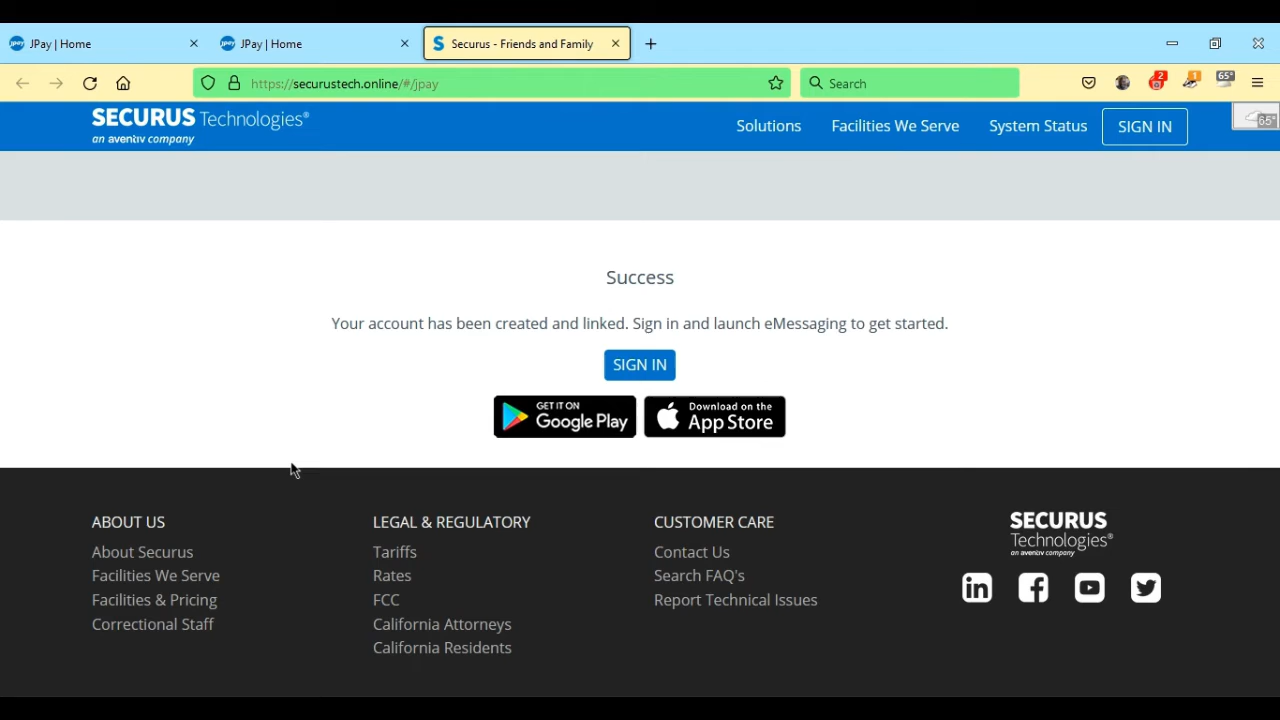 JPay | Home
JPay | Home
Securus - Friends and Family
https://securustech.online/#/jpay
Search
2
1
65°
SECURUS Technologies®
an aventiv company
Solutions
Facilities We Serve
System Status
SIGN IN
65°
Success
Your account has been created and linked. Sign in and launch eMessaging to get started.
SIGN IN
GET IT ON
Google Play
Download on the
App Store
ABOUT US
About Securus
Facilities We Serve
Facilities & Pricing
Correctional Staff
LEGAL & REGULATORY
Tariffs
Rates
FCC
California Attorneys
California Residents
CUSTOMER CARE
Contact Us
Search FAQ's
Report Technical Issues
SECURUS
Technologies®
an aventiv company